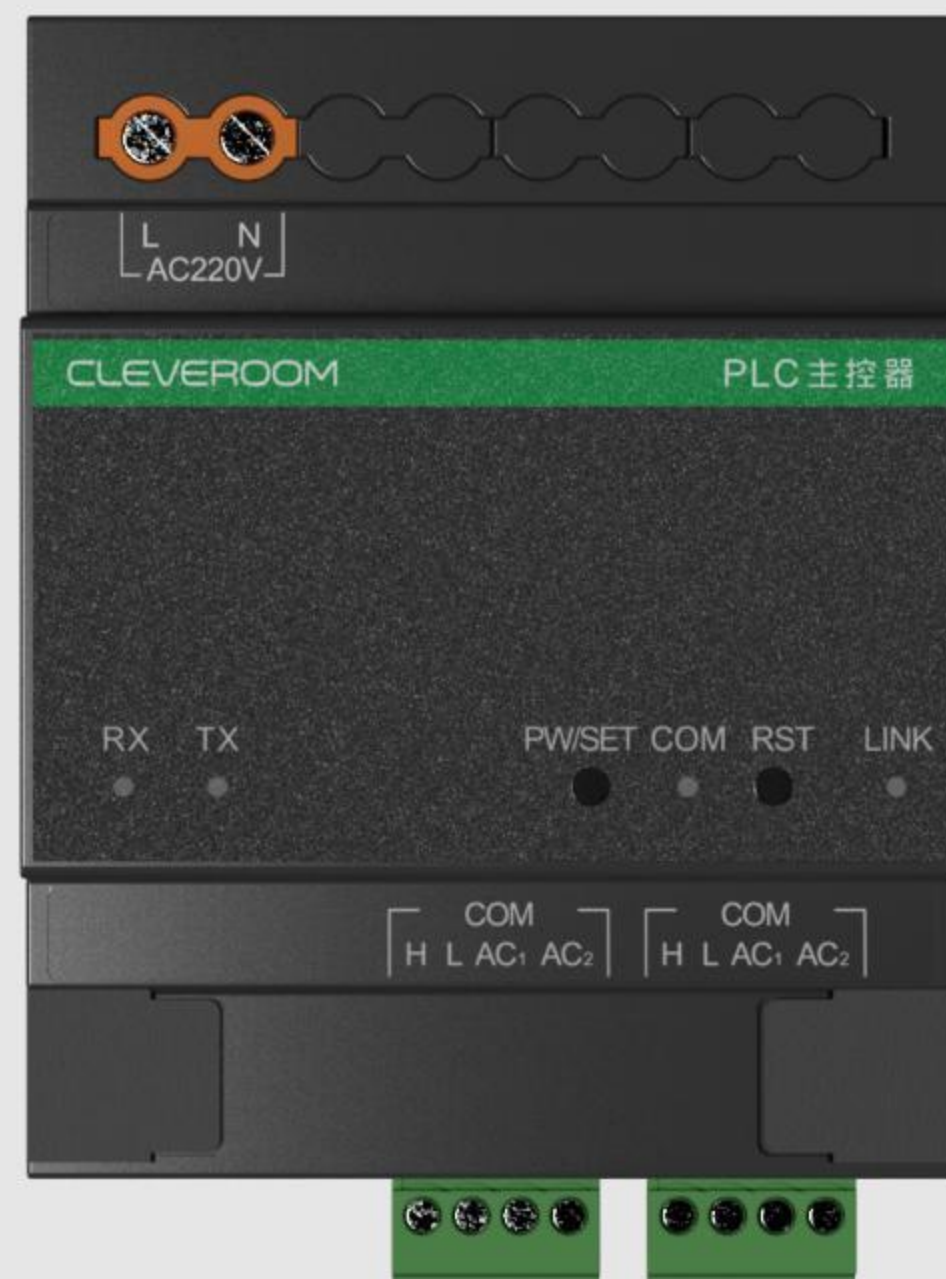 L N
AC220V
CLEVEROOM PLC主控器
RX TX PW/SET COM RST LINK
COM COM
H L AC₁ AC₂ H L AC₁ AC₂